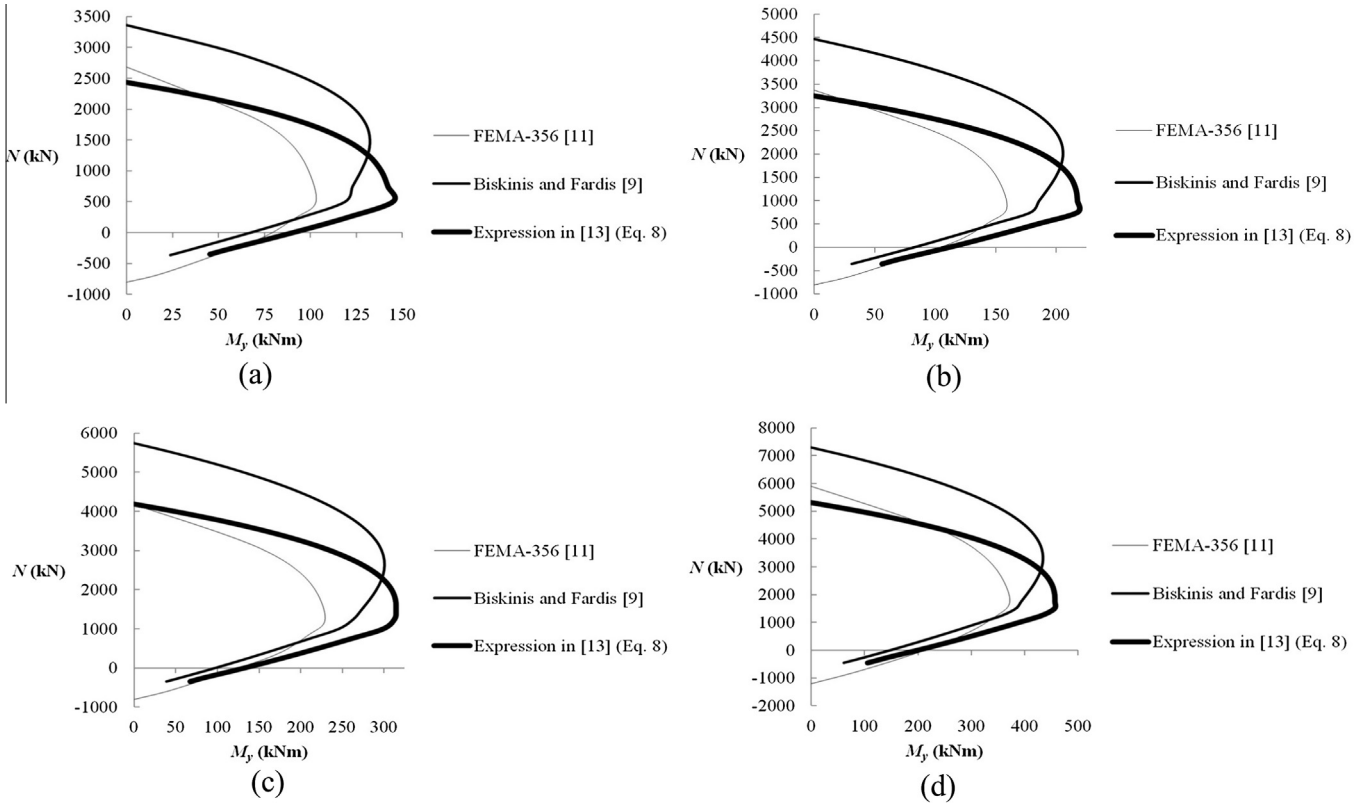 3500
3000
2500
2000
1500
1000
500
0
-500
-1000
N (kN)
0 25 50 75 100 125 150
My (kNm)
FEMA-356 [11]
Biskinis and Fardis [9]
Expression in [13] (Eq. 8)
(a)
5000
4500
4000
3500
3000
2500
2000
1500
1000
500
0
-500
-1000
N (kN)
0 50 100 150 200
My (kNm)
FEMA-356 [11]
Biskinis and Fardis [9]
Expression in [13] (Eq. 8)
(b)
6000
5000
4000
3000
2000
1000
0
-1000
N (kN)
0 50 100 150 200 250 300
My (kNm)
FEMA-356 [11]
Biskinis and Fardis [9]
Expression in [13] (Eq. 8)
(c)
8000
7000
6000
5000
4000
3000
2000
1000
0
-1000
-2000
N (kN)
0 100 200 300 400 500
My (kNm)
FEMA-356 [11]
Biskinis and Fardis [9]
Expression in [13] (Eq. 8)
(d)